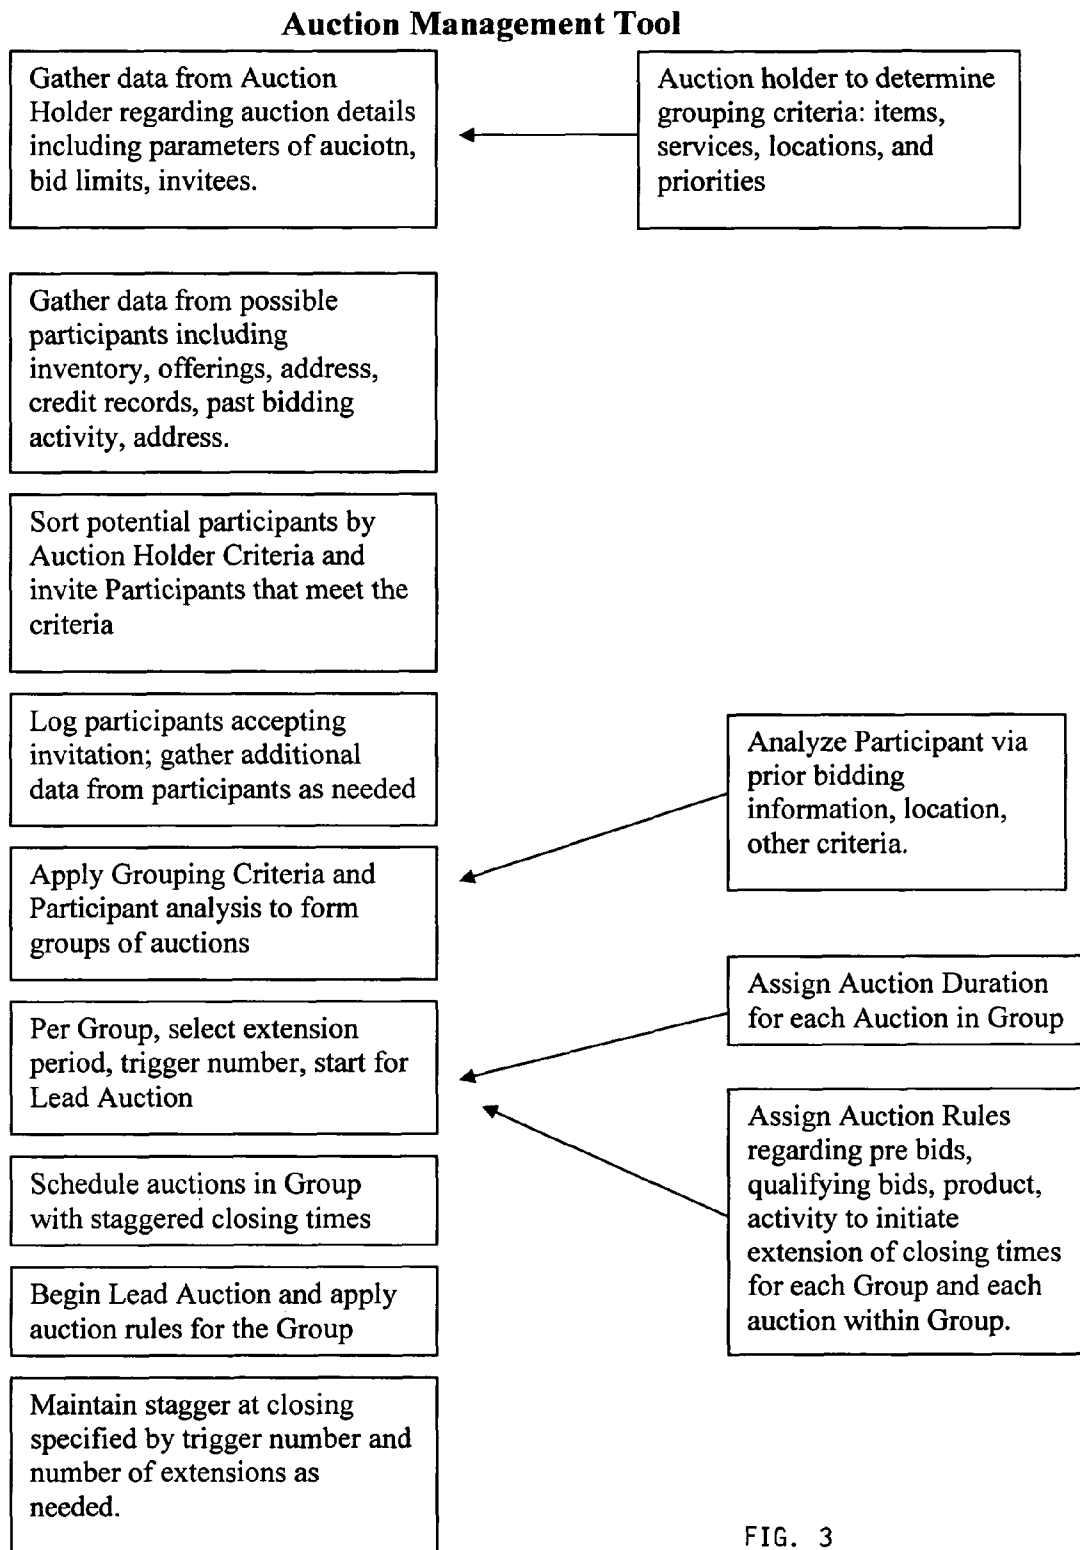 Auction Management Tool
Gather data from Auction
Holder regarding auction details
including parameters of auciotn,
bid limits, invitees.
Auction holder to determine
grouping criteria: items,
services, locations, and
priorities
Gather data from possible
participants including
inventory, offerings, address,
credit records, past bidding
activity, address.
Sort potential participants by
Auction Holder Criteria and
invite Participants that meet the
criteria
Log participants accepting
invitation; gather additional
data from participants as needed
Analyze Participant via
prior bidding
information, location,
other criteria.
Apply Grouping Criteria and
Participant analysis to form
groups of auctions
Assign Auction Duration
for each Auction in Group
Per Group, select extension
period, trigger number, start for
Lead Auction
Assign Auction Rules
regarding pre bids,
qualifying bids, product,
activity to initiate
extension of closing times
for each Group and each
auction within Group.
Schedule auctions in Group
with staggered closing times
Begin Lead Auction and apply
auction rules for the Group
Maintain stagger at closing
specified by trigger number and
number of extensions as
needed.
FIG. 3